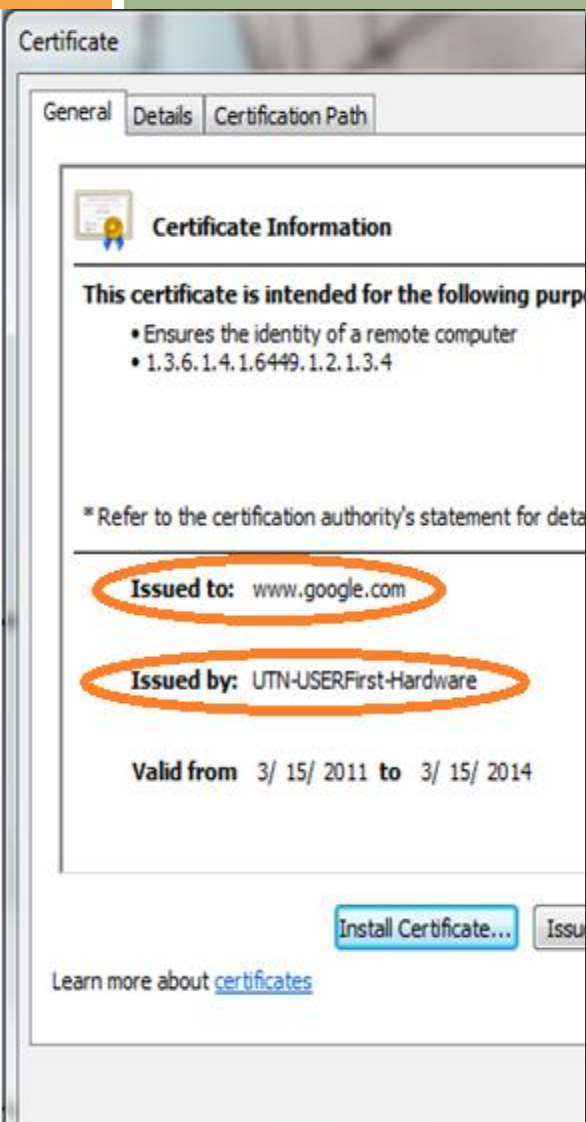 Certificate
General Details Certification Path
Certificate Information
This certificate is intended for the following purp
• Ensures the identity of a remote computer
• 1.3.6.1.4.1.6449.1.2.1.3.4
* Refer to the certification authority's statement for deta
Issued to: www.google.com
Issued by: UTN-USERFirst-Hardware
Valid from 3/ 15/ 2011 to 3/ 15/ 2014
Install Certificate... Issu
Learn more about certificates